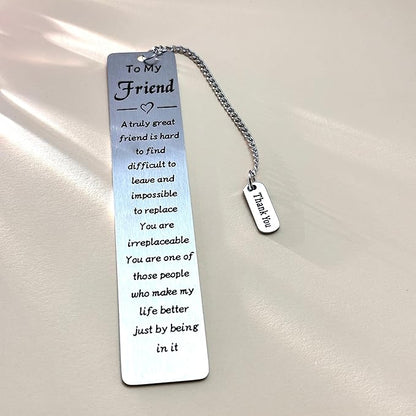 To My
Friend
A truly great
friend is hard
to find
difficult to
leave and
impossible
to replace
You are
irreplaceable
You are one of
those people
who make my
life better
just by being
in it
Thank You